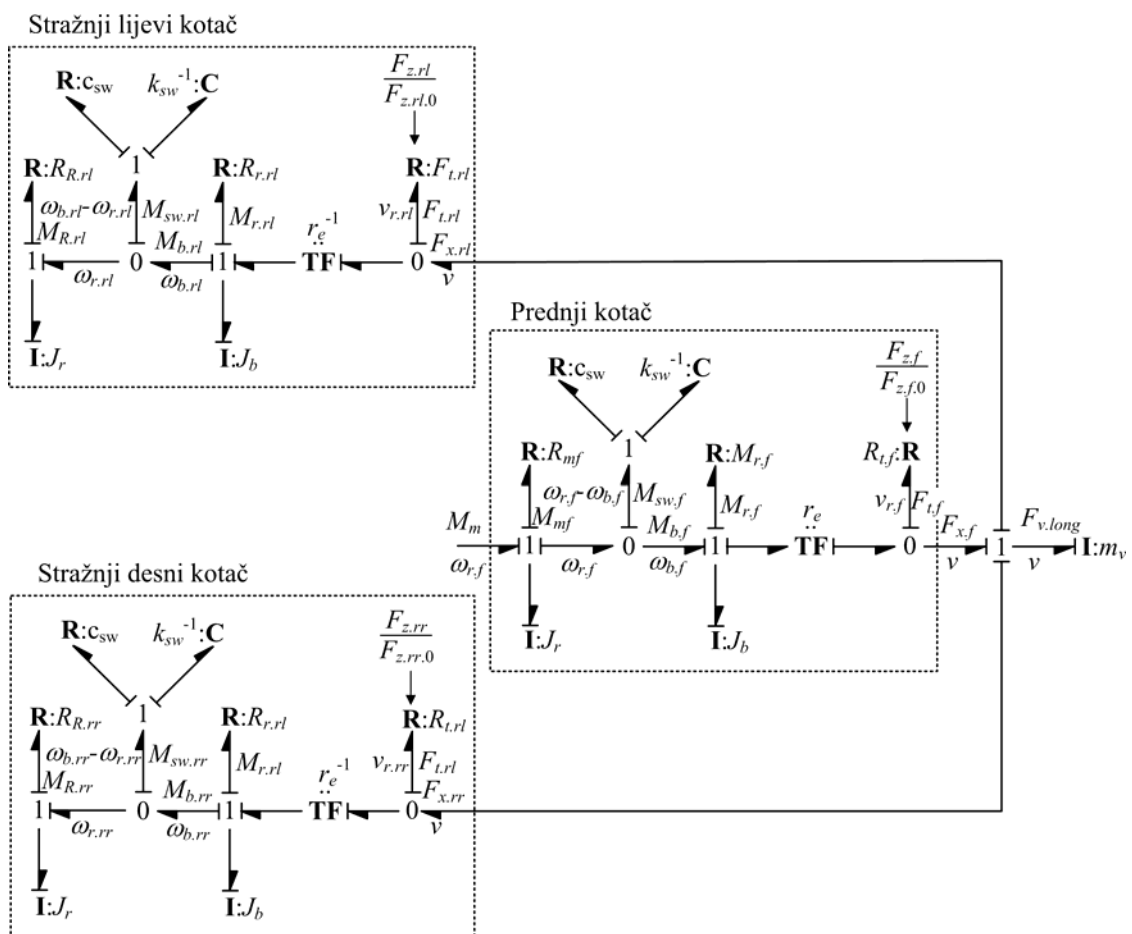 Stražnji lijevi kotač
R:c_sw k_sw^-1:C
F_z.rl
F_z.rl.0
R:R_R.rl 1 R:R_r.rl R:F_t.rl
ω_b.rl-ω_r.rl M_sw.rl M_r.rl v_r.rl F_t.rl
r_e^-1
M_R.rl M_b.rl F_x.rl
1 0 1 TF 0
ω_r.rl ω_b.rl v
I:J_r I:J_b
Prednji kotač
R:c_sw k_sw^-1:C
F_z.f
F_z.f.0
R:R_mf 1 R:M_r.f R_t.f:R
ω_r.f-ω_b.f M_sw.f M_r.f v_r.f F_t.f
r_e
M_m M_mf M_b.f F_x.f F_v.long
1 0 1 TF 0 1 I:m_v
ω_r.f ω_r.f ω_b.f v v
I:J_r I:J_b
Stražnji desni kotač
R:c_sw k_sw^-1:C
F_z.rr
F_z.rr.0
R:R_R.rr 1 R:R_r.rl R:R_t.rl
ω_b.rr-ω_r.rr M_sw.rr M_r.rl v_r.rr F_t.rl
r_e^-1
M_R.rr M_b.rr F_x.rr
1 0 1 TF 0
ω_r.rr ω_b.rr v
I:J_r I:J_b